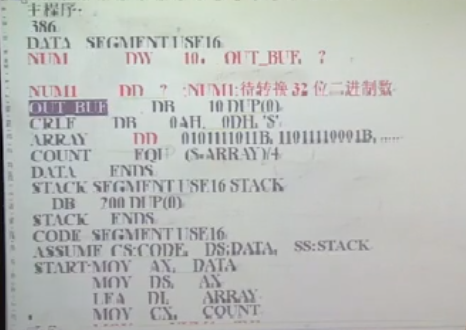 主程序:
.386
DATA SEGMENT USE16
NUM DW 10, OUT_BUF, ?
NUM1 DD ? ;NUM1:待转换32位二进制数
OUT_BUF DB 10 DUP(0)
CRLF DB 0AH, 0DH, '$'
ARRAY DD 0101111011B, 11011110001B, ......
COUNT EQU ($-ARRAY)/4
DATA ENDS
STACK SEGMENT USE16 STACK
DB 200 DUP(0)
STACK ENDS
CODE SEGMENT USE16
ASSUME CS:CODE, DS:DATA, SS:STACK
START:MOV AX, DATA
MOV DS, AX
LEA DI, ARRAY
MOV CX, COUNT